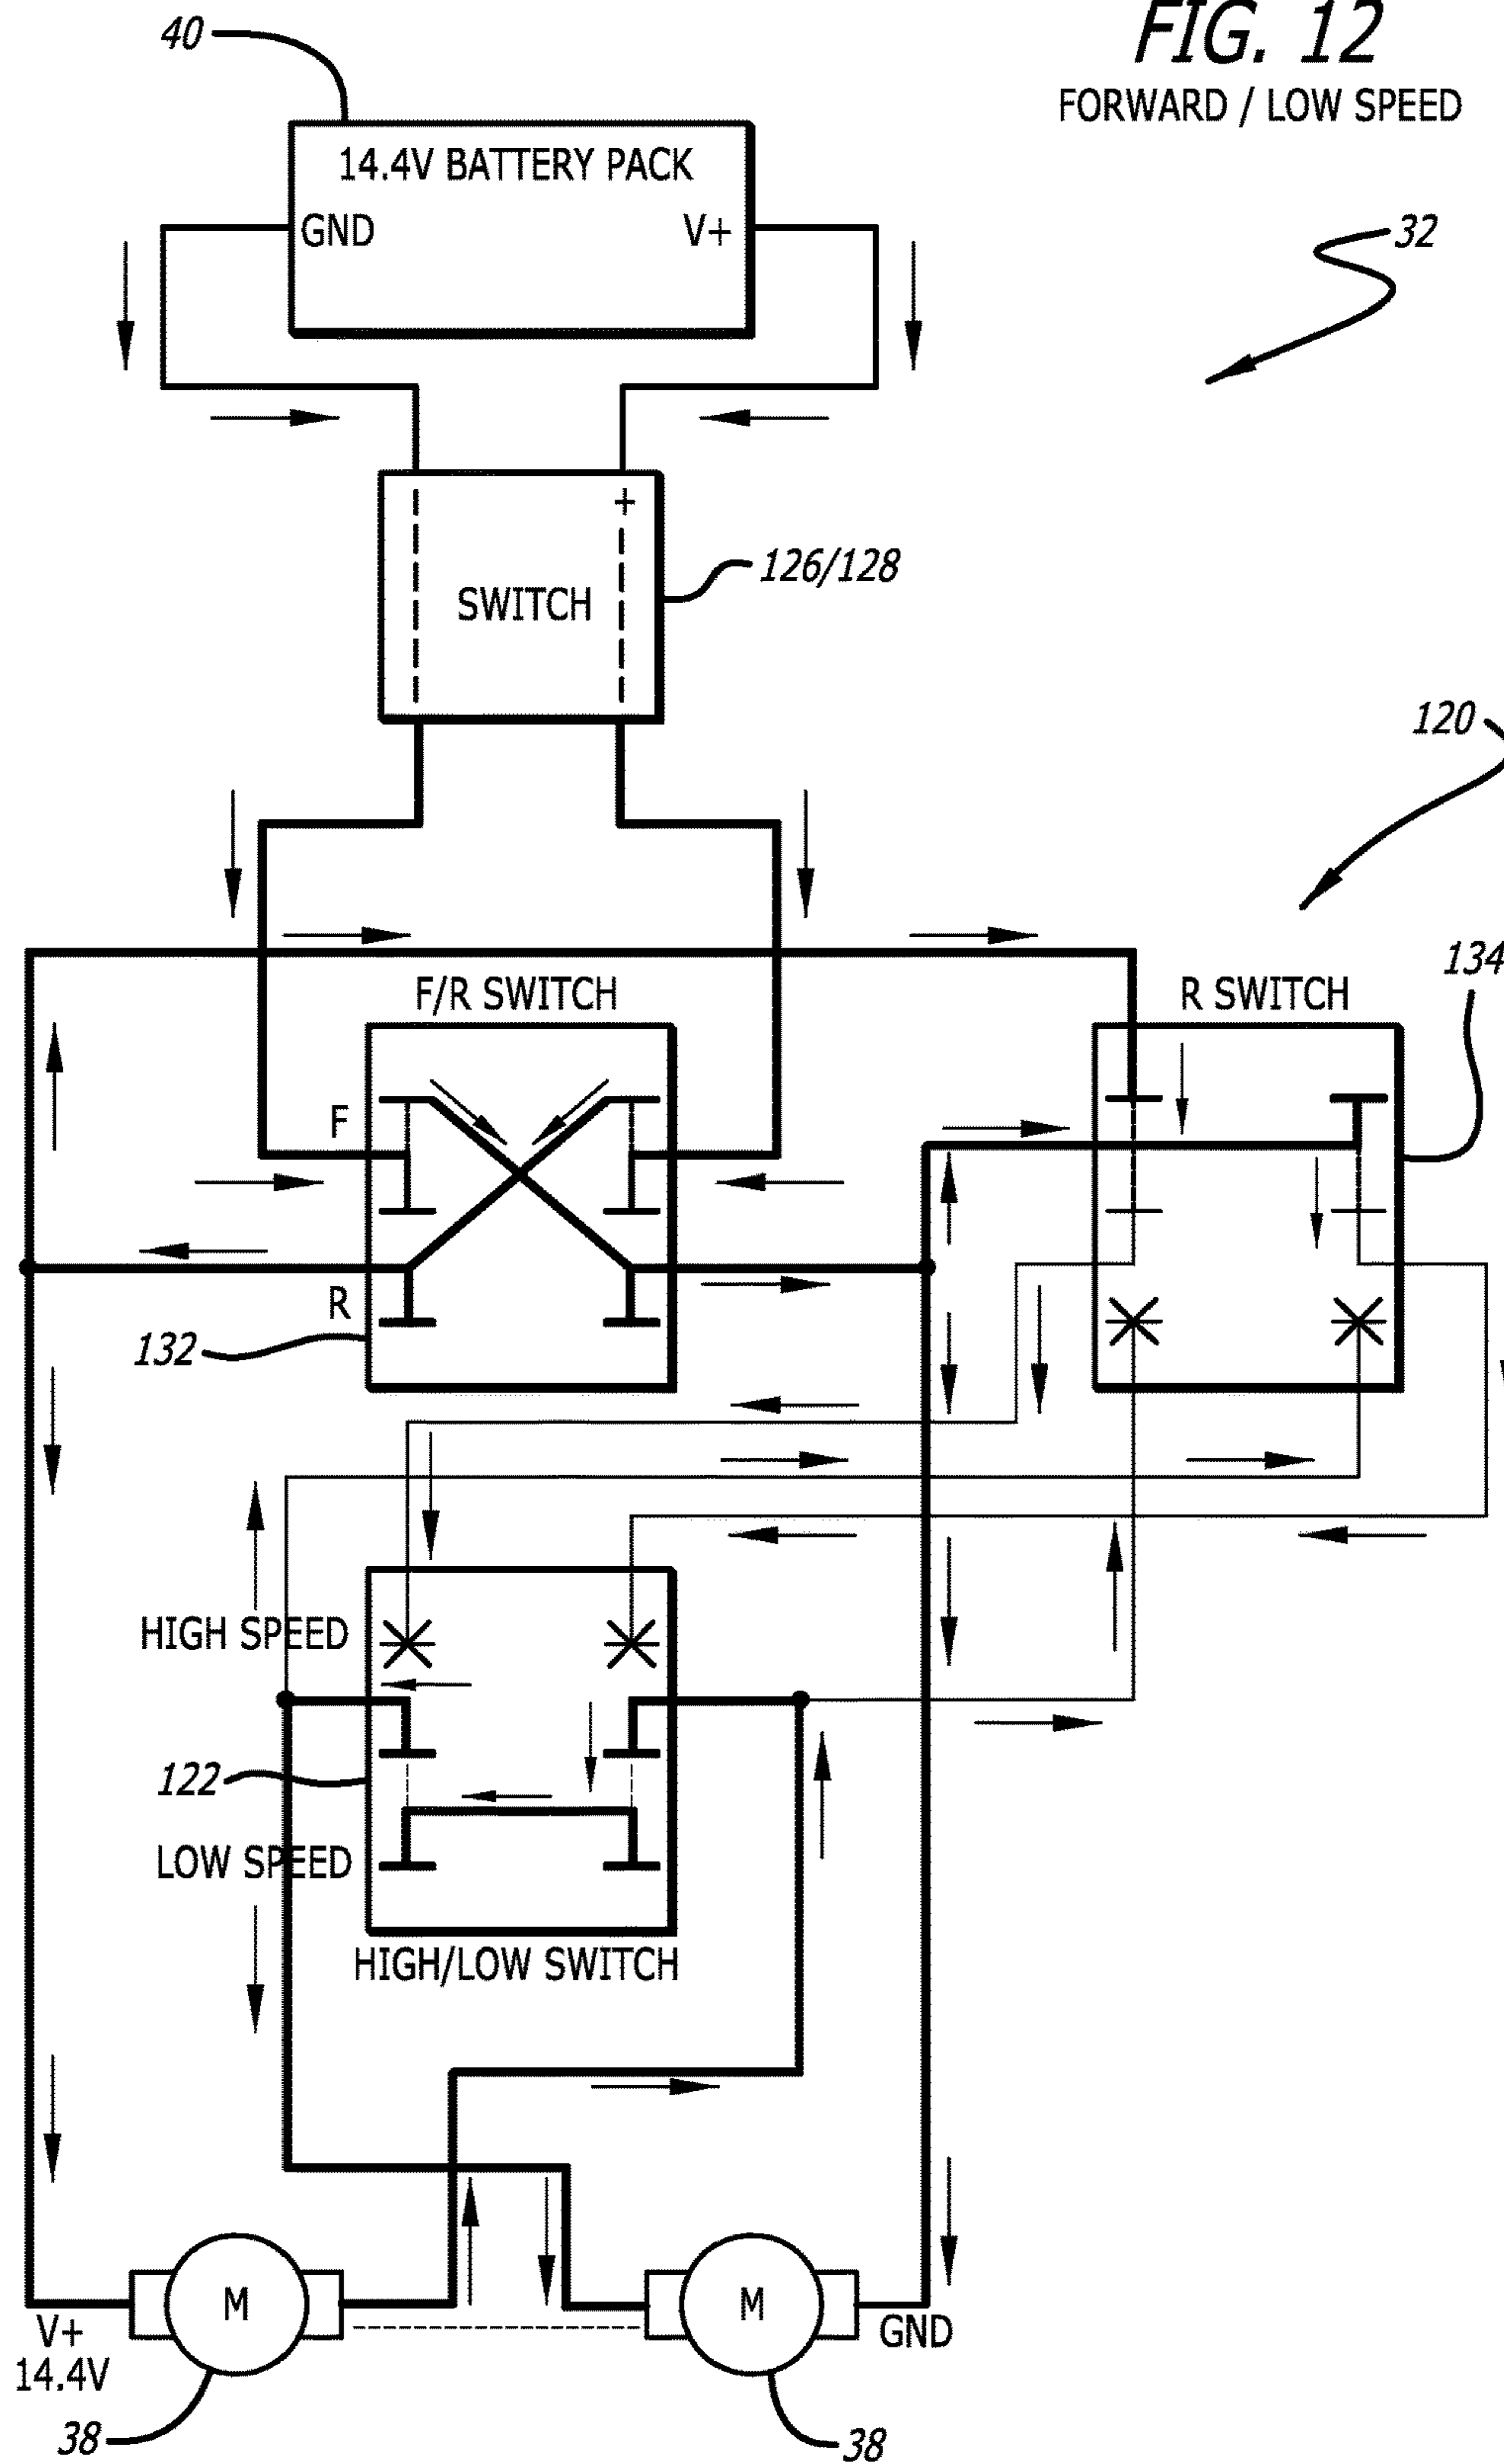 FIG. 12
FORWARD / LOW SPEED
40
14.4V BATTERY PACK
GND
V+
32
+
SWITCH
126/128
120
F/R SWITCH
R SWITCH
134
F
R
132
HIGH SPEED
122
LOW SPEED
HIGH/LOW SWITCH
M
M
V+
14.4V
GND
38
38